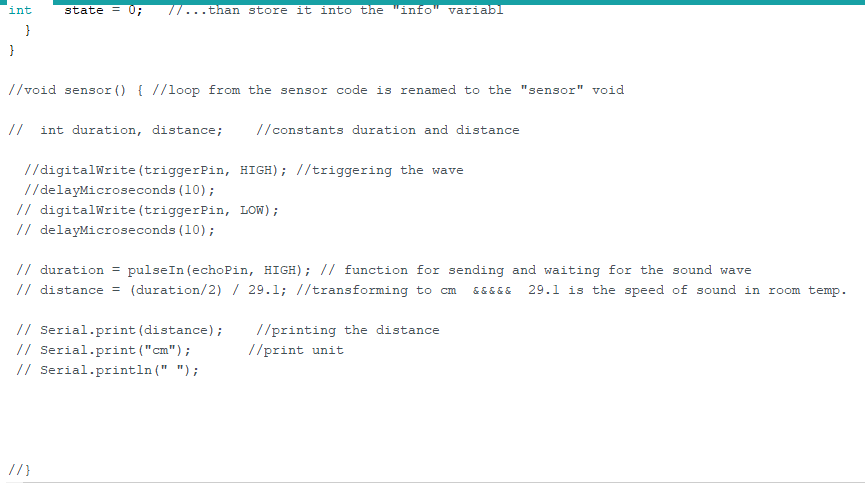 int    state = 0;   //...than store it into the "info" variabl
  }
}
//void sensor() { //loop from the sensor code is renamed to the "sensor" void
//  int duration, distance;    //constants duration and distance
  //digitalWrite(triggerPin, HIGH); //triggering the wave
  //delayMicroseconds(10);
 // digitalWrite(triggerPin, LOW);
 // delayMicroseconds(10);
 // duration = pulseIn(echoPin, HIGH); // function for sending and waiting for the sound wave
 // distance = (duration/2) / 29.1; //transforming to cm  &&&&&  29.1 is the speed of sound in room temp.
 // Serial.print(distance);    //printing the distance
 // Serial.print("cm");       //print unit
 // Serial.println(" ");
//}